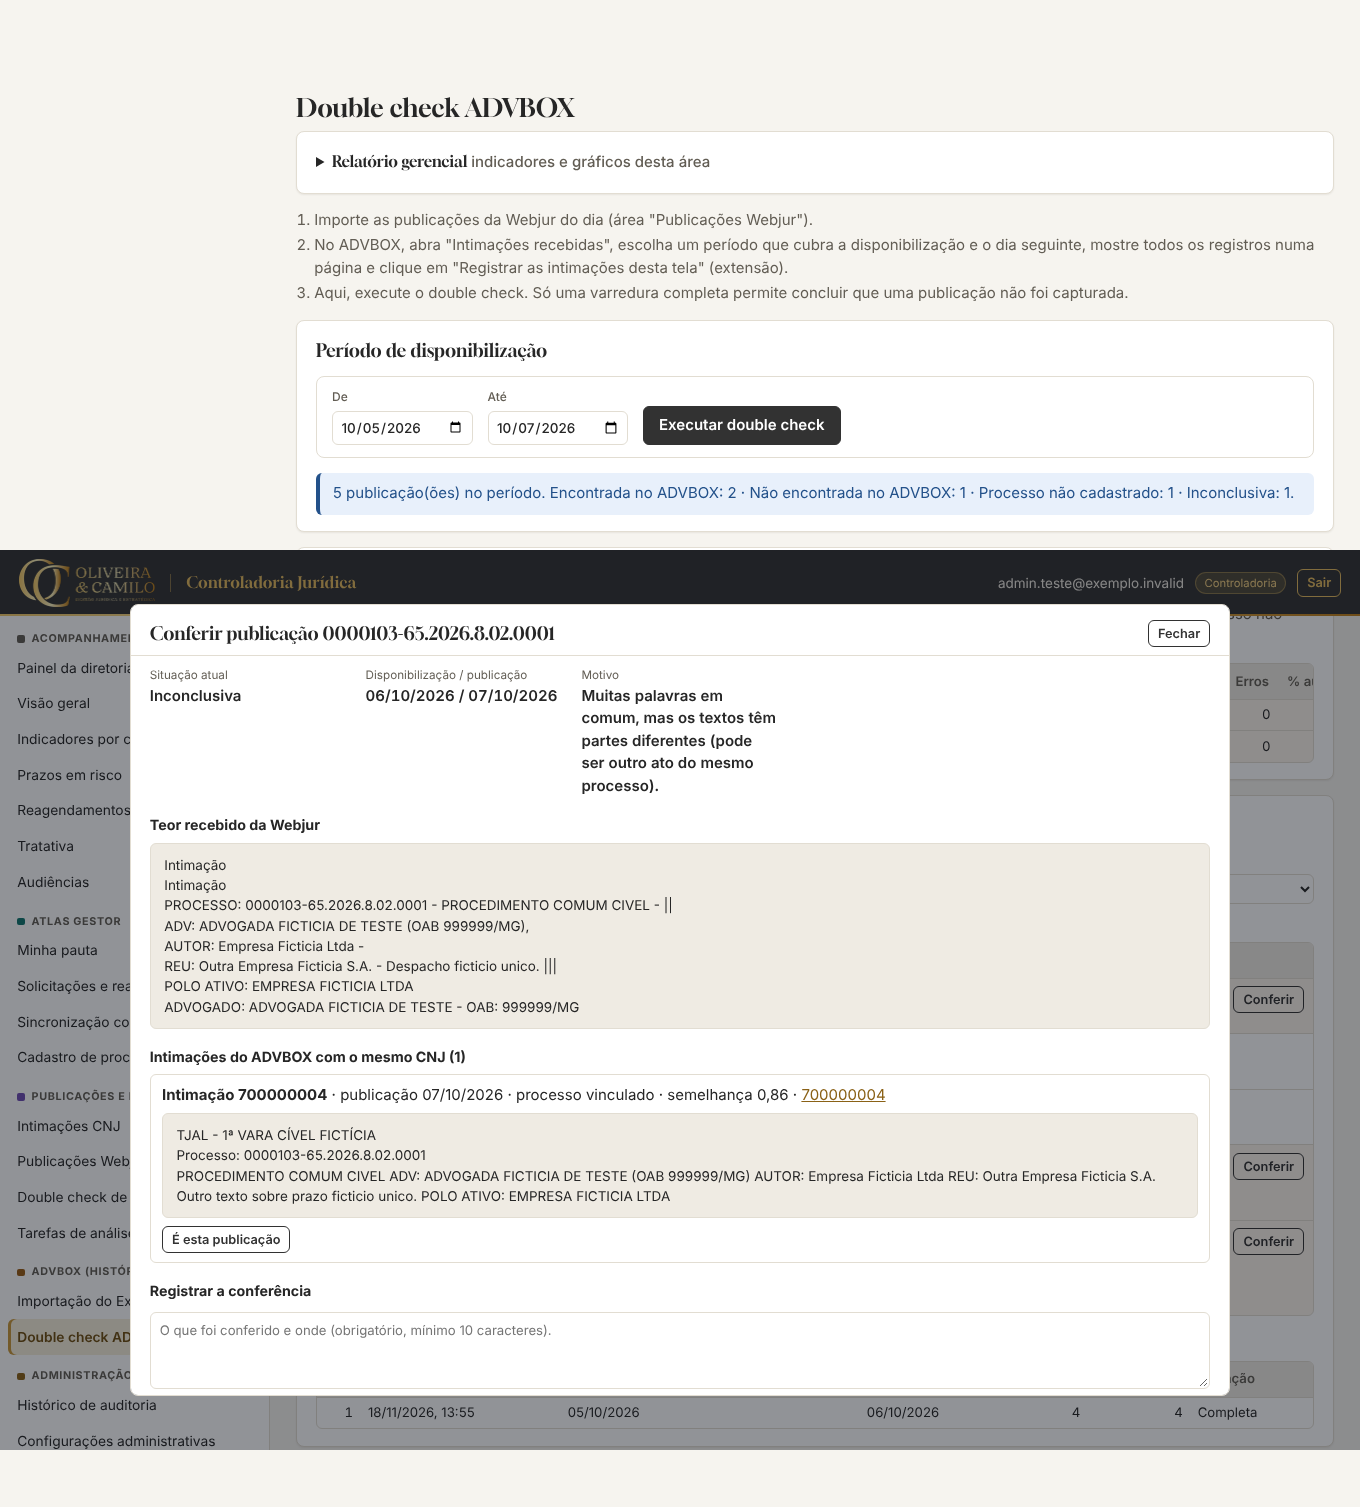 Double check ADVBOX
Relatório gerencial indicadores e gráficos desta área
1. Importe as publicações da Webjur do dia (área "Publicações Webjur").
2. No ADVBOX, abra "Intimações recebidas", escolha um período que cubra a disponibilização e o dia seguinte, mostre todos os registros numa
página e clique em "Registrar as intimações desta tela" (extensão).
3. Aqui, execute o double check. Só uma varredura completa permite concluir que uma publicação não foi capturada.
Período de disponibilização
De Até
10/05/2026 10/07/2026 Executar double check
5 publicação(ões) no período. Encontrada no ADVBOX: 2 · Não encontrada no ADVBOX: 1 · Processo não cadastrado: 1 · Inconclusiva: 1.
OLIVEIRA
& CAMILO
Controladoria Jurídica
admin.teste@exemplo.invalid Controladoria Sair
ACOMPANHAME
Painel da diretoria
Visão geral
Indicadores por c
Prazos em risco
Reagendamentos
Tratativa
Audiências
ATLAS GESTOR
Minha pauta
Solicitações e rea
Sincronização co
Cadastro de proc
PUBLICAÇÕES E
Intimações CNJ
Publicações Web
Double check de
Tarefas de anális
ADVBOX (HISTÓR
Importação do Ex
Double check AD
ADMINISTRAÇÃO
Histórico de auditoria
Configurações administrativas
Conferir publicação 0000103-65.2026.8.02.0001
Fechar
Situação atual
Inconclusiva
Disponibilização / publicação
06/10/2026 / 07/10/2026
Motivo
Muitas palavras em
comum, mas os textos têm
partes diferentes (pode
ser outro ato do mesmo
processo).
Teor recebido da Webjur
Intimação
Intimação
PROCESSO: 0000103-65.2026.8.02.0001 - PROCEDIMENTO COMUM CIVEL - ||
ADV: ADVOGADA FICTICIA DE TESTE (OAB 999999/MG),
AUTOR: Empresa Ficticia Ltda -
REU: Outra Empresa Ficticia S.A. - Despacho ficticio unico. |||
POLO ATIVO: EMPRESA FICTICIA LTDA
ADVOGADO: ADVOGADA FICTICIA DE TESTE - OAB: 999999/MG
Intimações do ADVBOX com o mesmo CNJ (1)
Intimação 700000004 · publicação 07/10/2026 · processo vinculado · semelhança 0,86 · 700000004
TJAL - 1ª VARA CÍVEL FICTÍCIA
Processo: 0000103-65.2026.8.02.0001
PROCEDIMENTO COMUM CIVEL ADV: ADVOGADA FICTICIA DE TESTE (OAB 999999/MG) AUTOR: Empresa Ficticia Ltda REU: Outra Empresa Ficticia S.A.
Outro texto sobre prazo ficticio unico. POLO ATIVO: EMPRESA FICTICIA LTDA
É esta publicação
Registrar a conferência
O que foi conferido e onde (obrigatório, mínimo 10 caracteres).
Erros % au
0
0
Conferir
Conferir
Conferir
ção
1 18/11/2026, 13:55 05/10/2026 06/10/2026 4 4 Completa